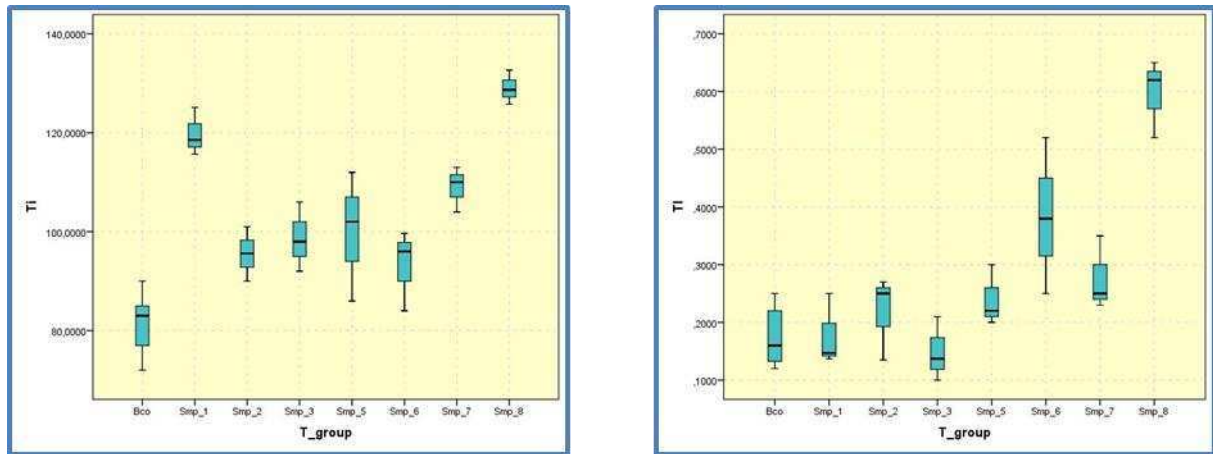 140,0000
120,0000
100,0000
80,0000
Ti
Bco Smp_1 Smp_2 Smp_3 Smp_5 Smp_6 Smp_7 Smp_8
T_group
,7000
,6000
,5000
,4000
,3000
,2000
,1000
Ti
Bco Smp_1 Smp_2 Smp_3 Smp_5 Smp_6 Smp_7 Smp_8
T_group